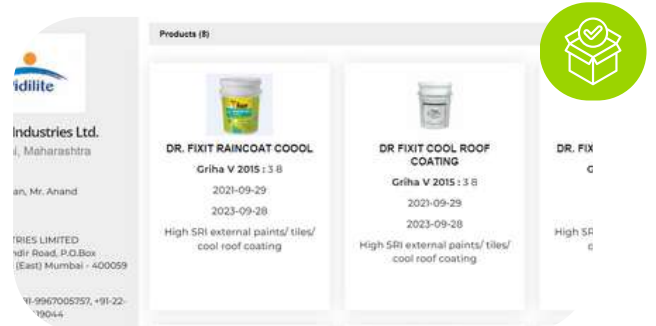 Products (8)
idilite
Industries Ltd.
i, Maharashtra
an, Mr. Anand
TRIES LIMITED
ndir Road, P.O.Box
(East) Mumbai - 400059
91-9967005757, +91-22-
19044
DR. FIXIT RAINCOAT COOOL
Griha V 2015 : 3 8
2021-09-29
2023-09-28
High SRI external paints/ tiles/
cool roof coating
DR FIXIT COOL ROOF
COATING
Griha V 2015 : 3 8
2021-09-29
2023-09-28
High SRI external paints/ tiles/
cool roof coating
DR. FIX
G
High SR
c